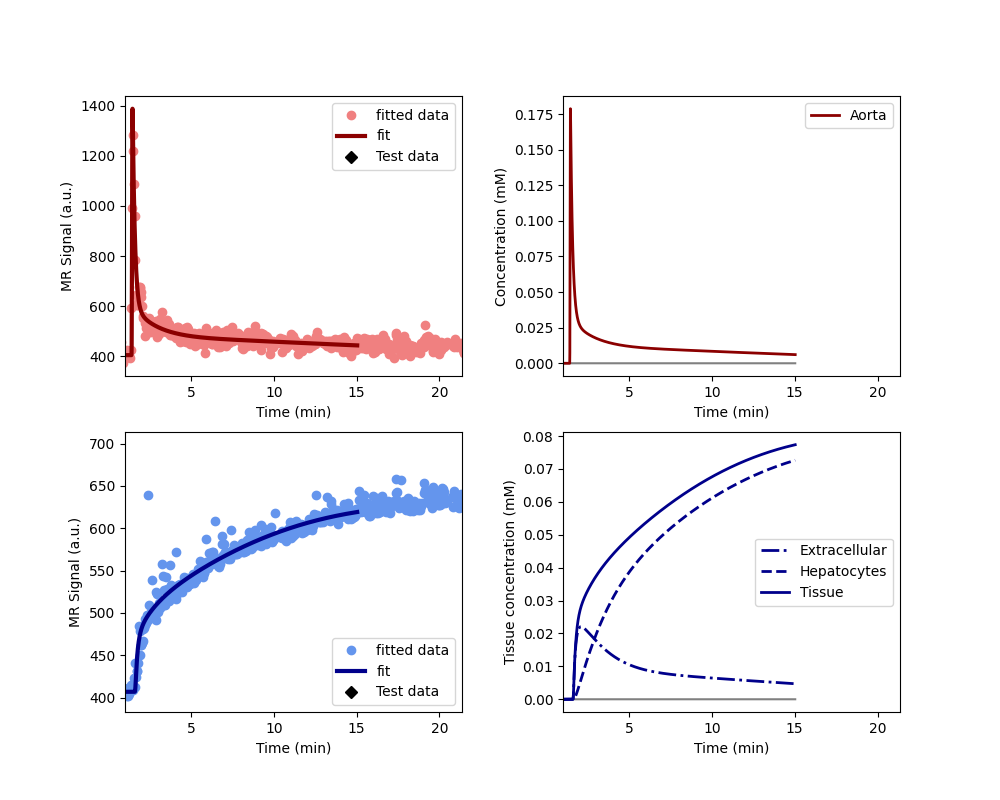 1400
1200
1000
800
600
400
MR Signal (a.u.)
fitted data
fit
Test data
5
10
15
20
Time (min)
0.175
0.150
0.125
0.100
0.075
0.050
0.025
0.000
Concentration (mM)
Aorta
5
10
15
20
Time (min)
700
650
600
550
500
450
400
MR Signal (a.u.)
fitted data
fit
Test data
5
10
15
20
Time (min)
0.08
0.07
0.06
0.05
0.04
0.03
0.02
0.01
0.00
Tissue concentration (mM)
Extracellular
Hepatocytes
Tissue
5
10
15
20
Time (min)